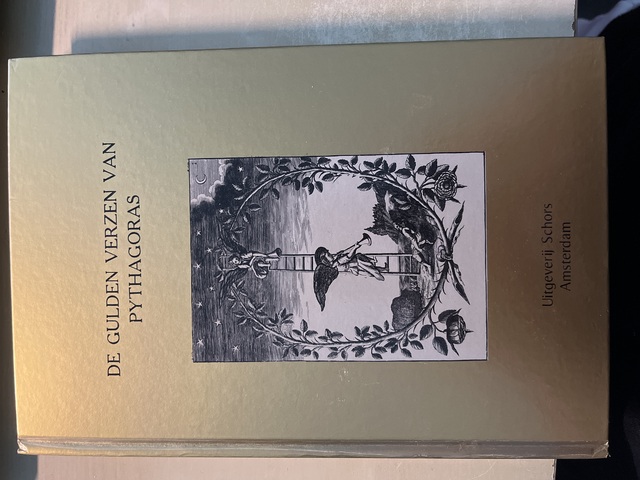 DE GULDEN VERZEN VAN
PYTHAGORAS
Uitgeverij Schors
Amsterdam